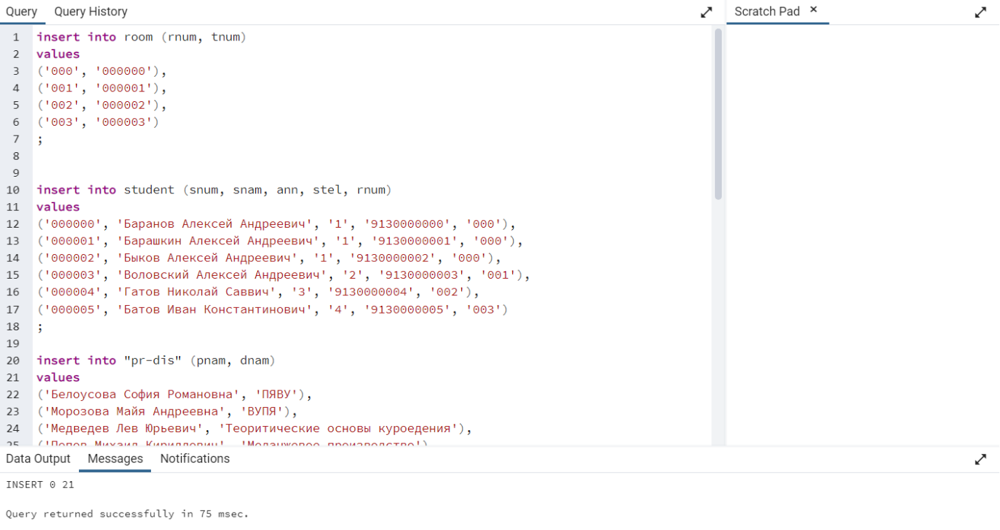 Query Query History
Scratch Pad ×
1 insert into room (rnum, tnum)
2 values
3 ('000', '000000'),
4 ('001', '000001'),
5 ('002', '000002'),
6 ('003', '000003')
7 ;
8
9
10 insert into student (snum, snam, ann, stel, rnum)
11 values
12 ('000000', 'Баранов Алексей Андреевич', '1', '9130000000', '000'),
13 ('000001', 'Барашкин Алексей Андреевич', '1', '9130000001', '000'),
14 ('000002', 'Быков Алексей Андреевич', '1', '9130000002', '000'),
15 ('000003', 'Воловский Алексей Андреевич', '2', '9130000003', '001'),
16 ('000004', 'Гатов Николай Саввич', '3', '9130000004', '002'),
17 ('000005', 'Батов Иван Константинович', '4', '9130000005', '003')
18 ;
19
20 insert into "pr-dis" (pnam, dnam)
21 values
22 ('Белоусова София Романовна', 'ПЯВУ'),
23 ('Морозова Майя Андреевна', 'ВУПЯ'),
24 ('Медведев Лев Юрьевич', 'Теоритические основы куроедения'),
25 ('Попов Михаил Кириллович', 'Меланжевое производство')
Data Output Messages Notifications
INSERT 0 21
Query returned successfully in 75 msec.